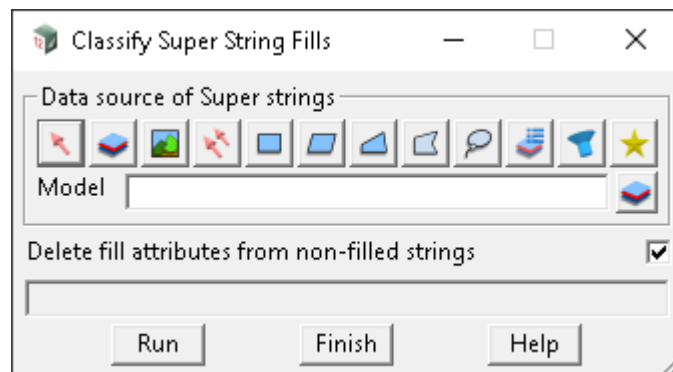 12 Classify Super String Fills
Data source of Super strings
Model
Delete fill attributes from non-filled strings
Run Finish Help